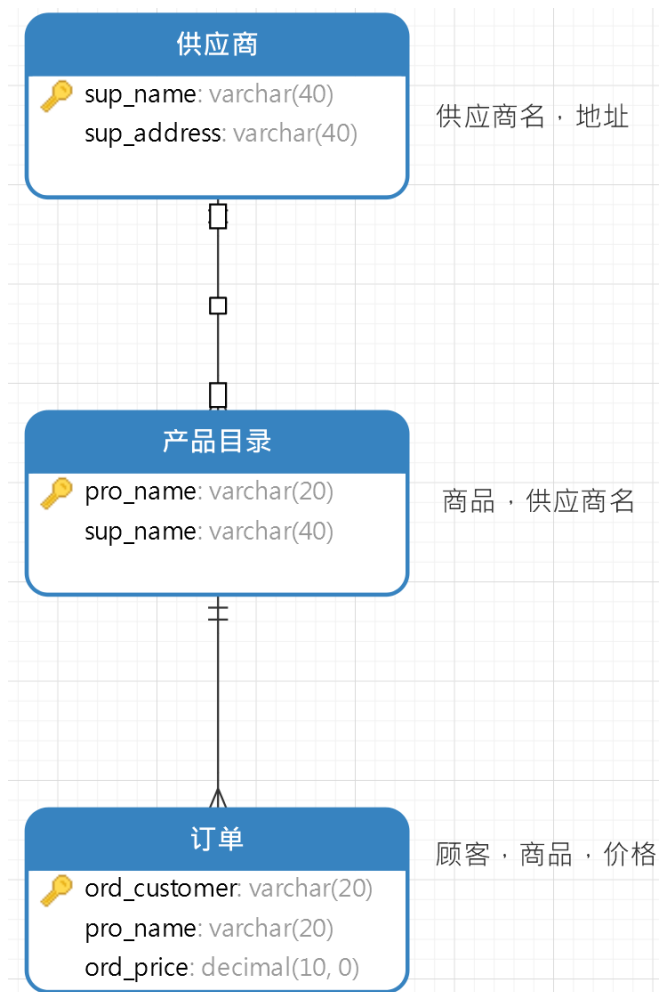 供应商
sup_name: varchar(40)
sup_address: varchar(40)
供应商名，地址
产品目录
pro_name: varchar(20)
sup_name: varchar(40)
商品，供应商名
订单
ord_customer: varchar(20)
pro_name: varchar(20)
ord_price: decimal(10, 0)
顾客，商品，价格